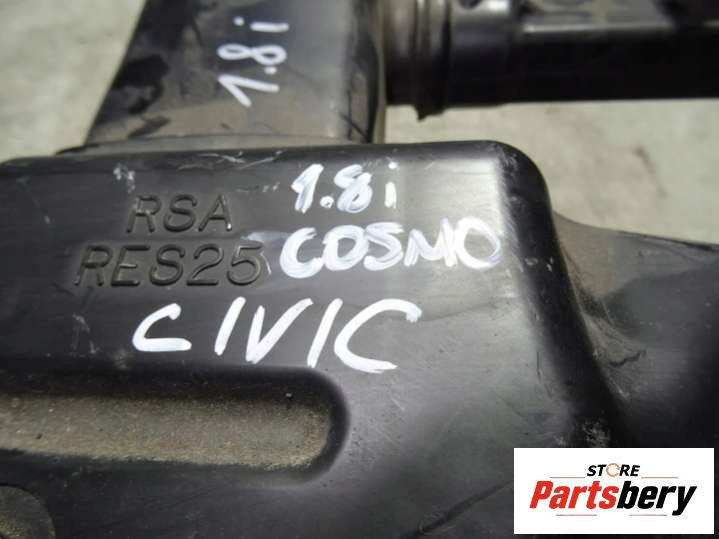 1.8i
RSA
RES25
1.8i
COSMO
CIVIC
STORE
Partsbery